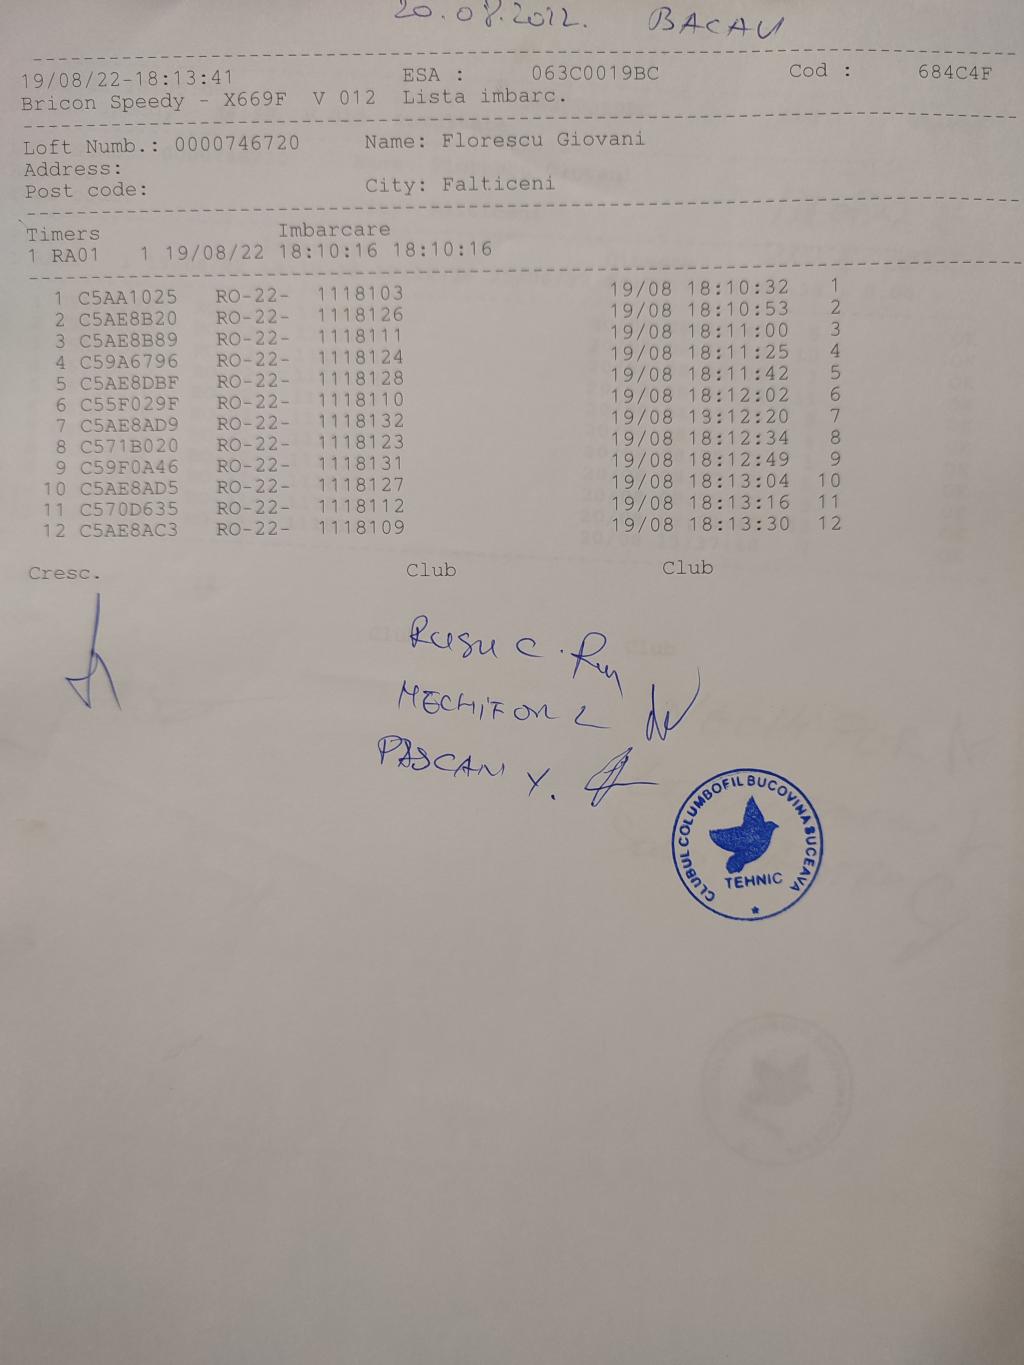 20.08.2022. BACAU
19/08/22-18:13:41 ESA : 063C0019BC Cod : 684C4F
Bricon Speedy - X669F V 012 Lista imbarc.
Loft Numb.: 0000746720 Name: Florescu Giovani
Address:
Post code: City: Falticeni
Timers Imbarcare
1 RA01 1 19/08/22 18:10:16 18:10:16
1 C5AA1025 RO-22- 1118103 19/08 18:10:32 1
2 C5AE8B20 RO-22- 1118126 19/08 18:10:53 2
3 C5AE8B89 RO-22- 1118111 19/08 18:11:00 3
4 C59A6796 RO-22- 1118124 19/08 18:11:25 4
5 C5AE8DBF RO-22- 1118128 19/08 18:11:42 5
6 C55F029F RO-22- 1118110 19/08 18:12:02 6
7 C5AE8AD9 RO-22- 1118132 19/08 18:12:20 7
8 C571B020 RO-22- 1118123 19/08 18:12:34 8
9 C59F0A46 RO-22- 1118131 19/08 18:12:49 9
10 C5AE8AD5 RO-22- 1118127 19/08 18:13:04 10
11 C570D635 RO-22- 1118112 19/08 18:13:16 11
12 C5AE8AC3 RO-22- 1118109 19/08 18:13:30 12
Cresc. Club Club
Rusu C.
MECHIFOR L
PASCAN Y.
CLUBUL COLUMBOFIL BUCOVINA SUCEAVA
TEHNIC